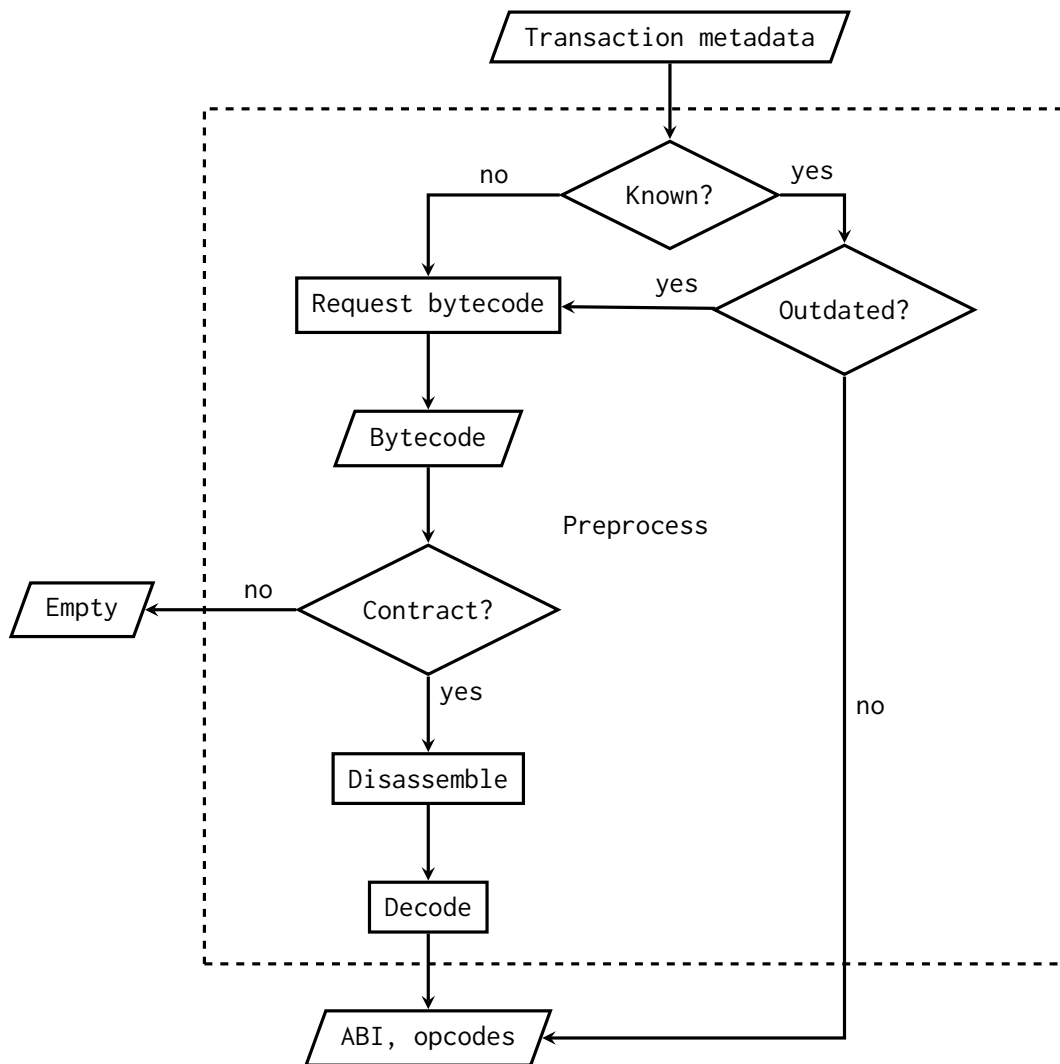 Transaction metadata
Known?
no
yes
Request bytecode
yes
Outdated?
Bytecode
Preprocess
Empty
no
Contract?
yes
no
Disassemble
Decode
ABI, opcodes